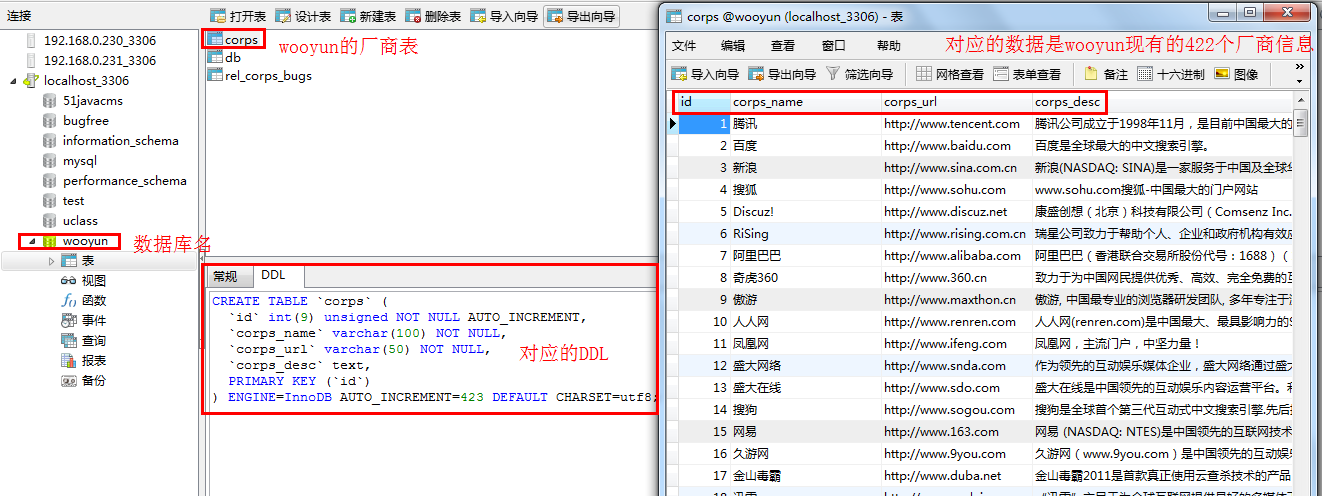 连接
192.168.0.230_3306
192.168.0.231_3306
localhost_3306
51javacms
bugfree
information_schema
mysql
performance_schema
test
uclass
wooyun
数据库名
表
视图
函数
事件
查询
报表
备份
打开表 设计表 新建表 删除表 导入向导 导出向导
corps
wooyun的厂商表
db
rel_corps_bugs
常规 DDL
CREATE TABLE `corps` (
`id` int(9) unsigned NOT NULL AUTO_INCREMENT,
`corps_name` varchar(100) NOT NULL,
`corps_url` varchar(50) NOT NULL,
`corps_desc` text,
PRIMARY KEY (`id`)
) ENGINE=InnoDB AUTO_INCREMENT=423 DEFAULT CHARSET=utf8;
对应的DDL
corps @wooyun (localhost_3306) - 表
文件 编辑 查看 窗口 帮助
对应的数据是wooyun现有的422个厂商信息
导入向导 导出向导 筛选向导 网格查看 表单查看 备注 十六进制 图像
id corps_name corps_url corps_desc
1 腾讯 http://www.tencent.com 腾讯公司成立于1998年11月，是目前中国最大的
2 百度 http://www.baidu.com 百度是全球最大的中文搜索引擎。
3 新浪 http://www.sina.com.cn 新浪(NASDAQ: SINA)是一家服务于中国及全球华
4 搜狐 http://www.sohu.com www.sohu.com搜狐-中国最大的门户网站
5 Discuz! http://www.discuz.net 康盛创想（北京）科技有限公司（Comsenz Inc.
6 RiSing http://www.rising.com.cn 瑞星公司致力于帮助个人、企业和政府机构有效应
7 阿里巴巴 http://www.alibaba.com 阿里巴巴（香港联合交易所股份代号：1688）（
8 奇虎360 http://www.360.cn 致力于为中国网民提供优秀、高效、完全免费的互
9 傲游 http://www.maxthon.cn 傲游, 中国最专业的浏览器研发团队, 多年专注于
10 人人网 http://www.renren.com 人人网(renren.com)是中国最大、最具影响力的
11 凤凰网 http://www.ifeng.com 凤凰网，主流门户，中坚力量！
12 盛大网络 http://www.snda.com 作为领先的互动娱乐媒体企业，盛大网络通过盛大
13 盛大在线 http://www.sdo.com 盛大在线是中国领先的互动娱乐内容运营平台。
14 搜狗 http://www.sogou.com 搜狗是全球首个第三代互动式中文搜索引擎.先后
15 网易 http://www.163.com 网易 (NASDAQ: NTES)是中国领先的互联网技术
16 久游网 http://www.9you.com 久游网（www.9you.com）是中国领先的互动娱乐
17 金山毒霸 http://www.duba.net 金山毒霸2011是首款真正使用云查杀技术的产品